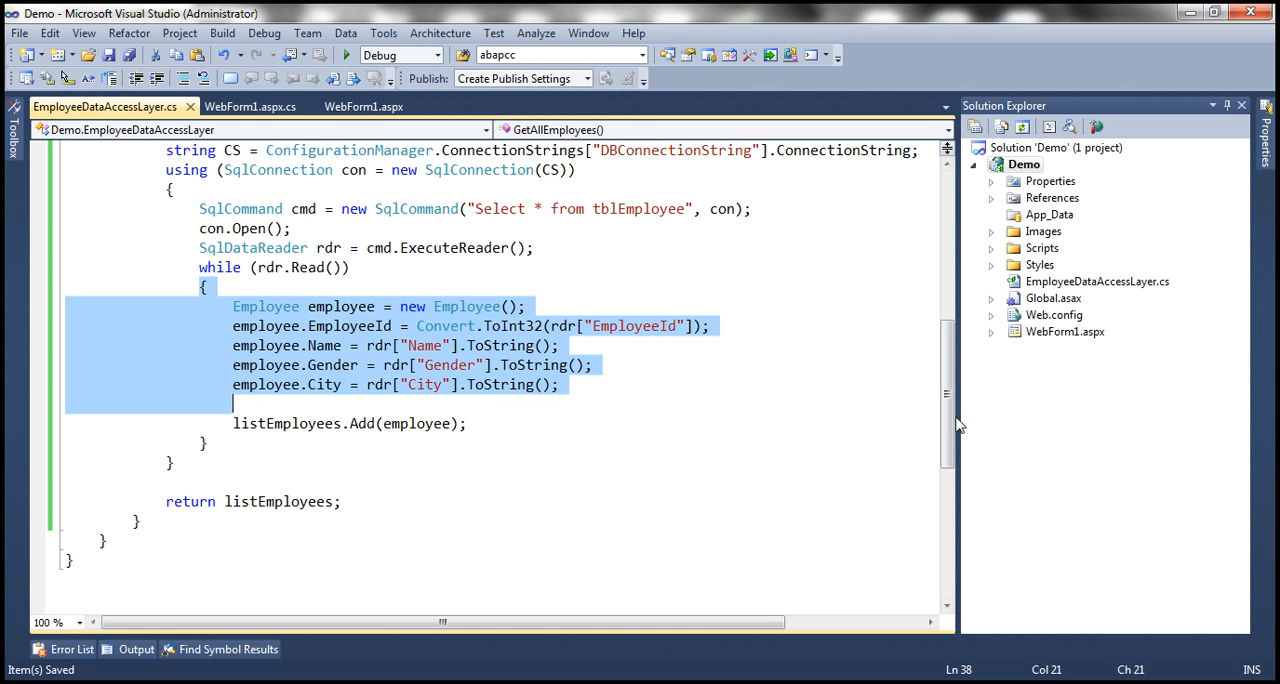 Demo - Microsoft Visual Studio (Administrator)
File Edit View Refactor Project Build Debug Team Data Tools Architecture Test Analyze Window Help
Debug abapcc
Publish: Create Publish Settings
EmployeeDataAccessLayer.cs WebForm1.aspx.cs WebForm1.aspx
Solution Explorer
Toolbox
Properties
Demo.EmployeeDataAccessLayer GetAllEmployees()
string CS = ConfigurationManager.ConnectionStrings["DBConnectionString"].ConnectionString;
using (SqlConnection con = new SqlConnection(CS))
{
SqlCommand cmd = new SqlCommand("Select * from tblEmployee", con);
con.Open();
SqlDataReader rdr = cmd.ExecuteReader();
while (rdr.Read())
{
Employee employee = new Employee();
employee.EmployeeId = Convert.ToInt32(rdr["EmployeeId"]);
employee.Name = rdr["Name"].ToString();
employee.Gender = rdr["Gender"].ToString();
employee.City = rdr["City"].ToString();
listEmployees.Add(employee);
}
}
return listEmployees;
}
}
}
Solution 'Demo' (1 project)
Demo
Properties
References
App_Data
Images
Scripts
Styles
EmployeeDataAccessLayer.cs
Global.asax
Web.config
WebForm1.aspx
100 %
Error List Output Find Symbol Results
Item(s) Saved Ln 38 Col 21 Ch 21 INS